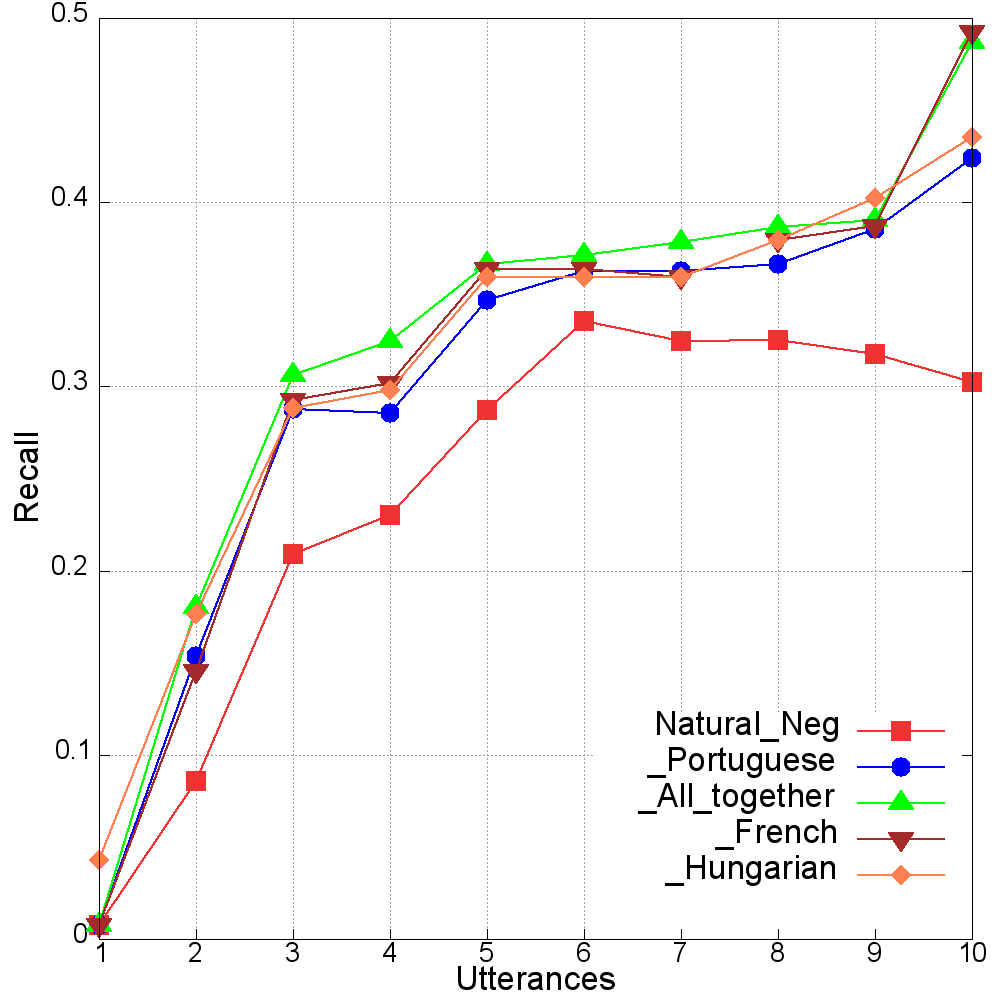 0.5
0.4
0.3
0.2
0.1
0
Recall
1 2 3 4 5 6 7 8 9 10
Utterances
Natural_Neg
_Portuguese
_All_together
_French
_Hungarian